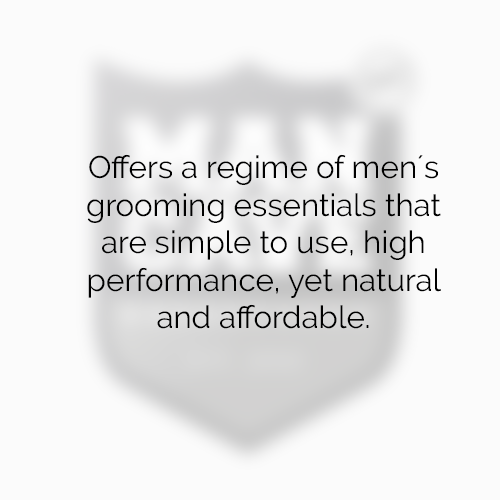 Offers a regime of men´s
grooming essentials that
are simple to use, high
performance, yet natural
and affordable.